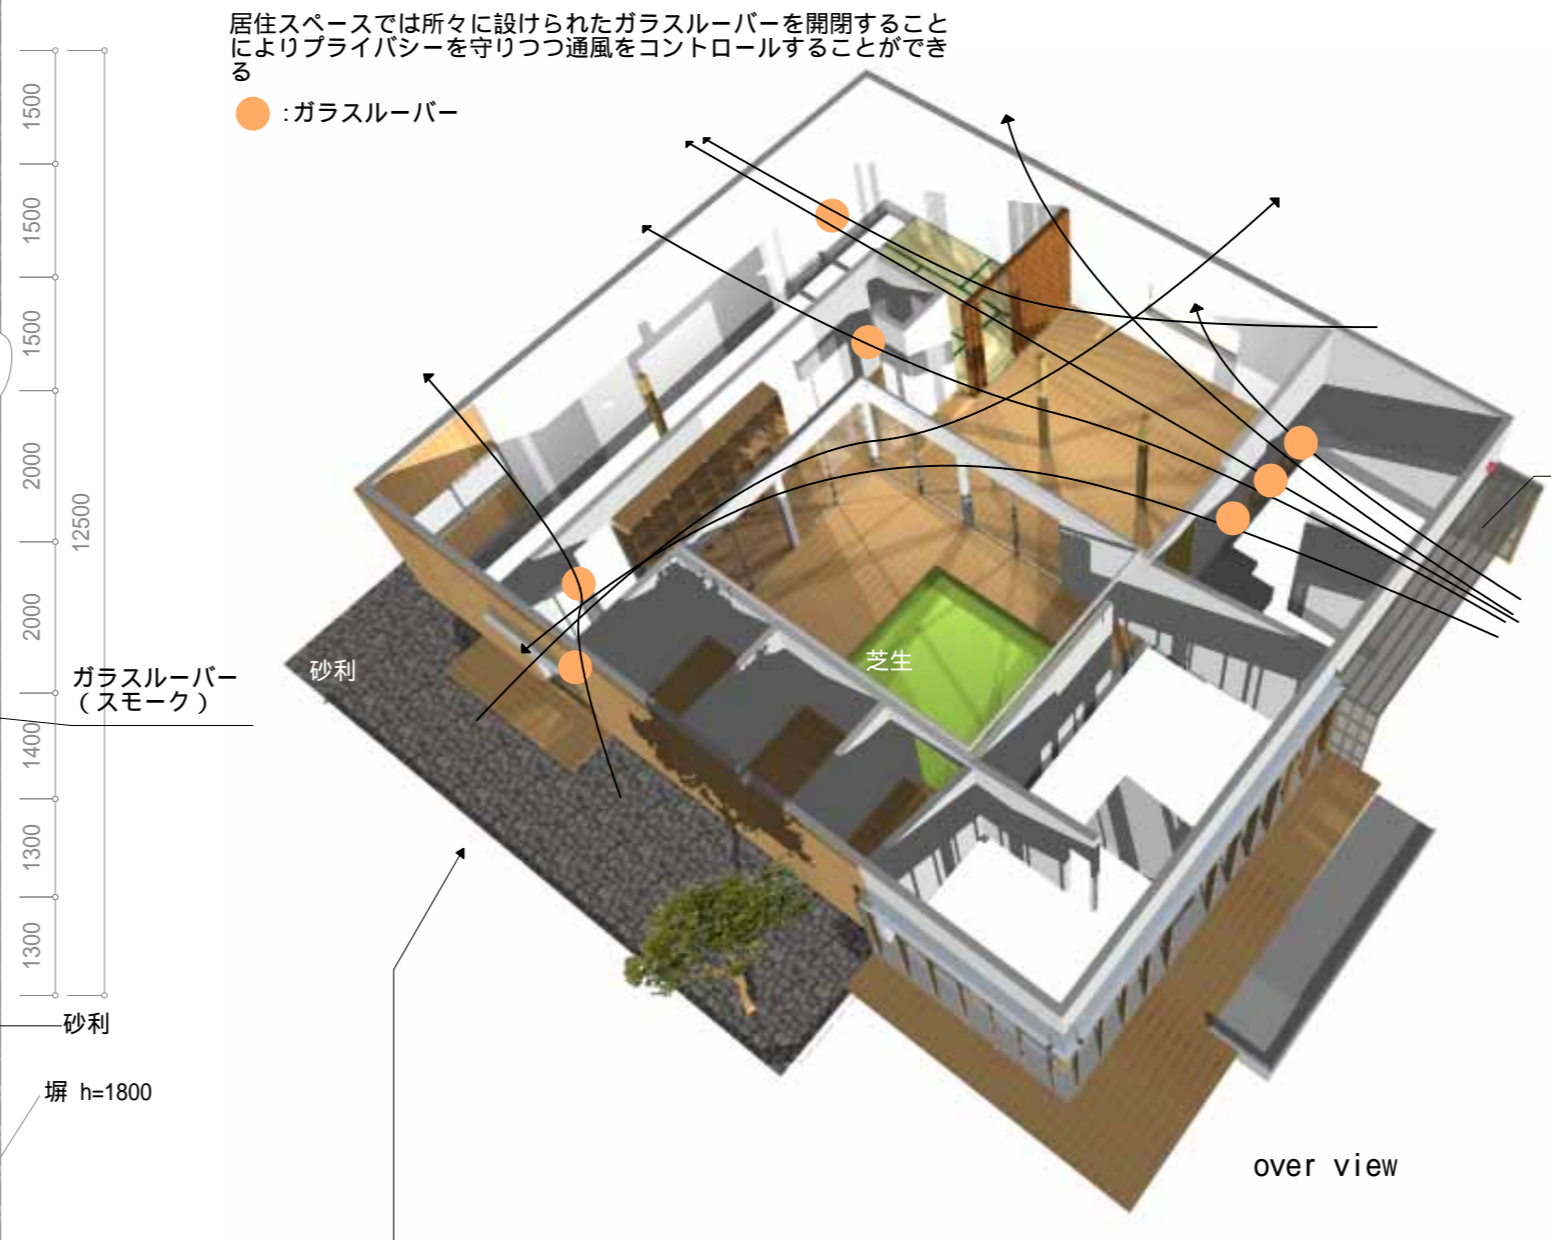 居住スペースでは所々に設けられたガラスルーバーを開閉すること
によりプライバシーを守りつつ通風をコントロールすることができ
る
:ガラスルーバー
1500
1500
1500
2000
12500
2000
1400
1300
1300
ガラスルーバー
(スモーク)
砂利
芝生
砂利
塀 h=1800
over view